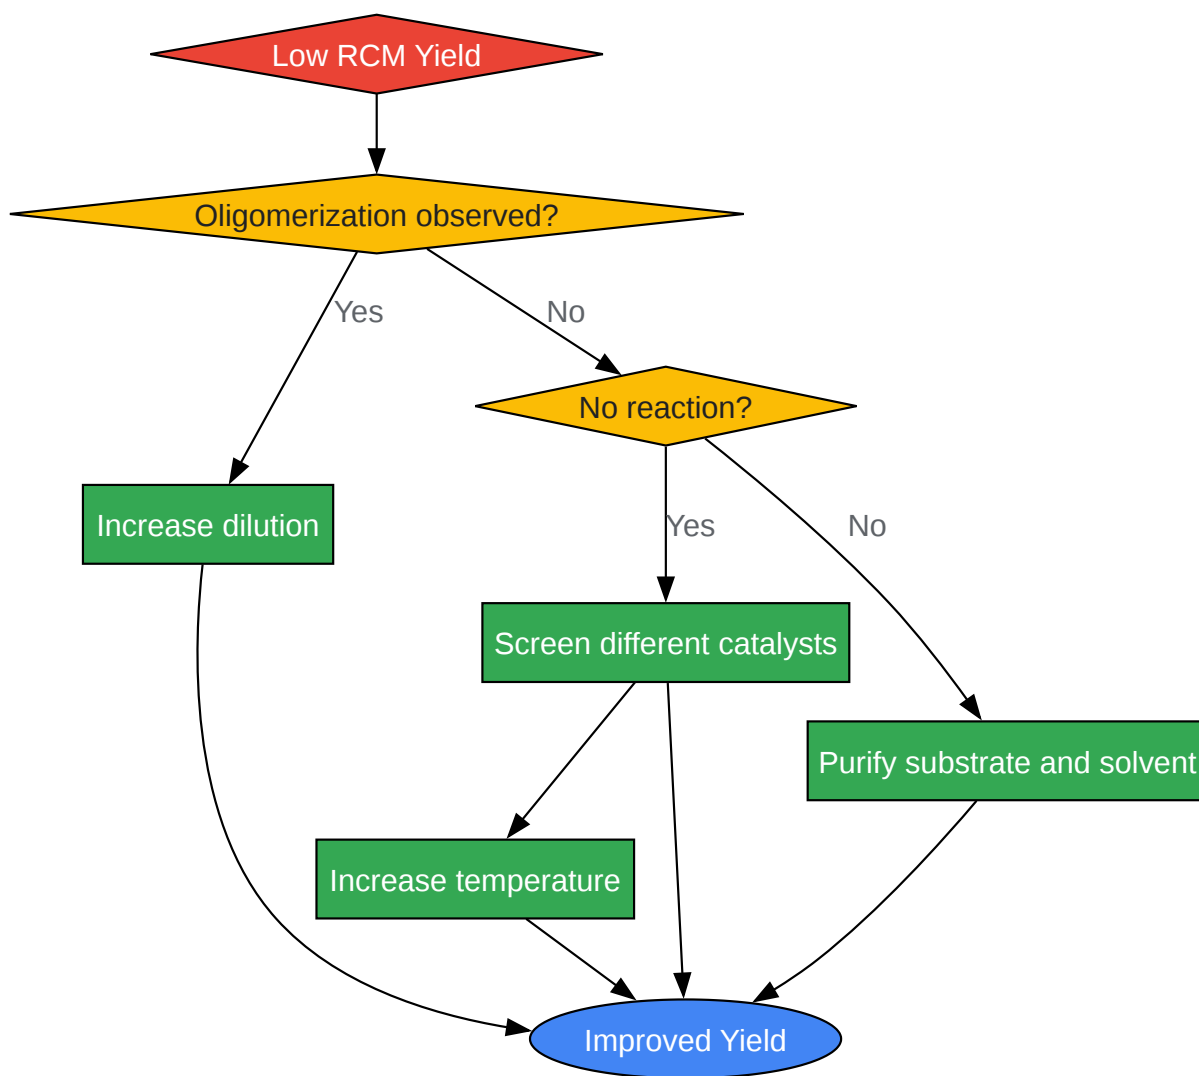 Low RCM Yield
Oligomerization observed?
Yes
No
No reaction?
Increase dilution
Yes
No
Screen different catalysts
Purify substrate and solvent
Increase temperature
Improved Yield